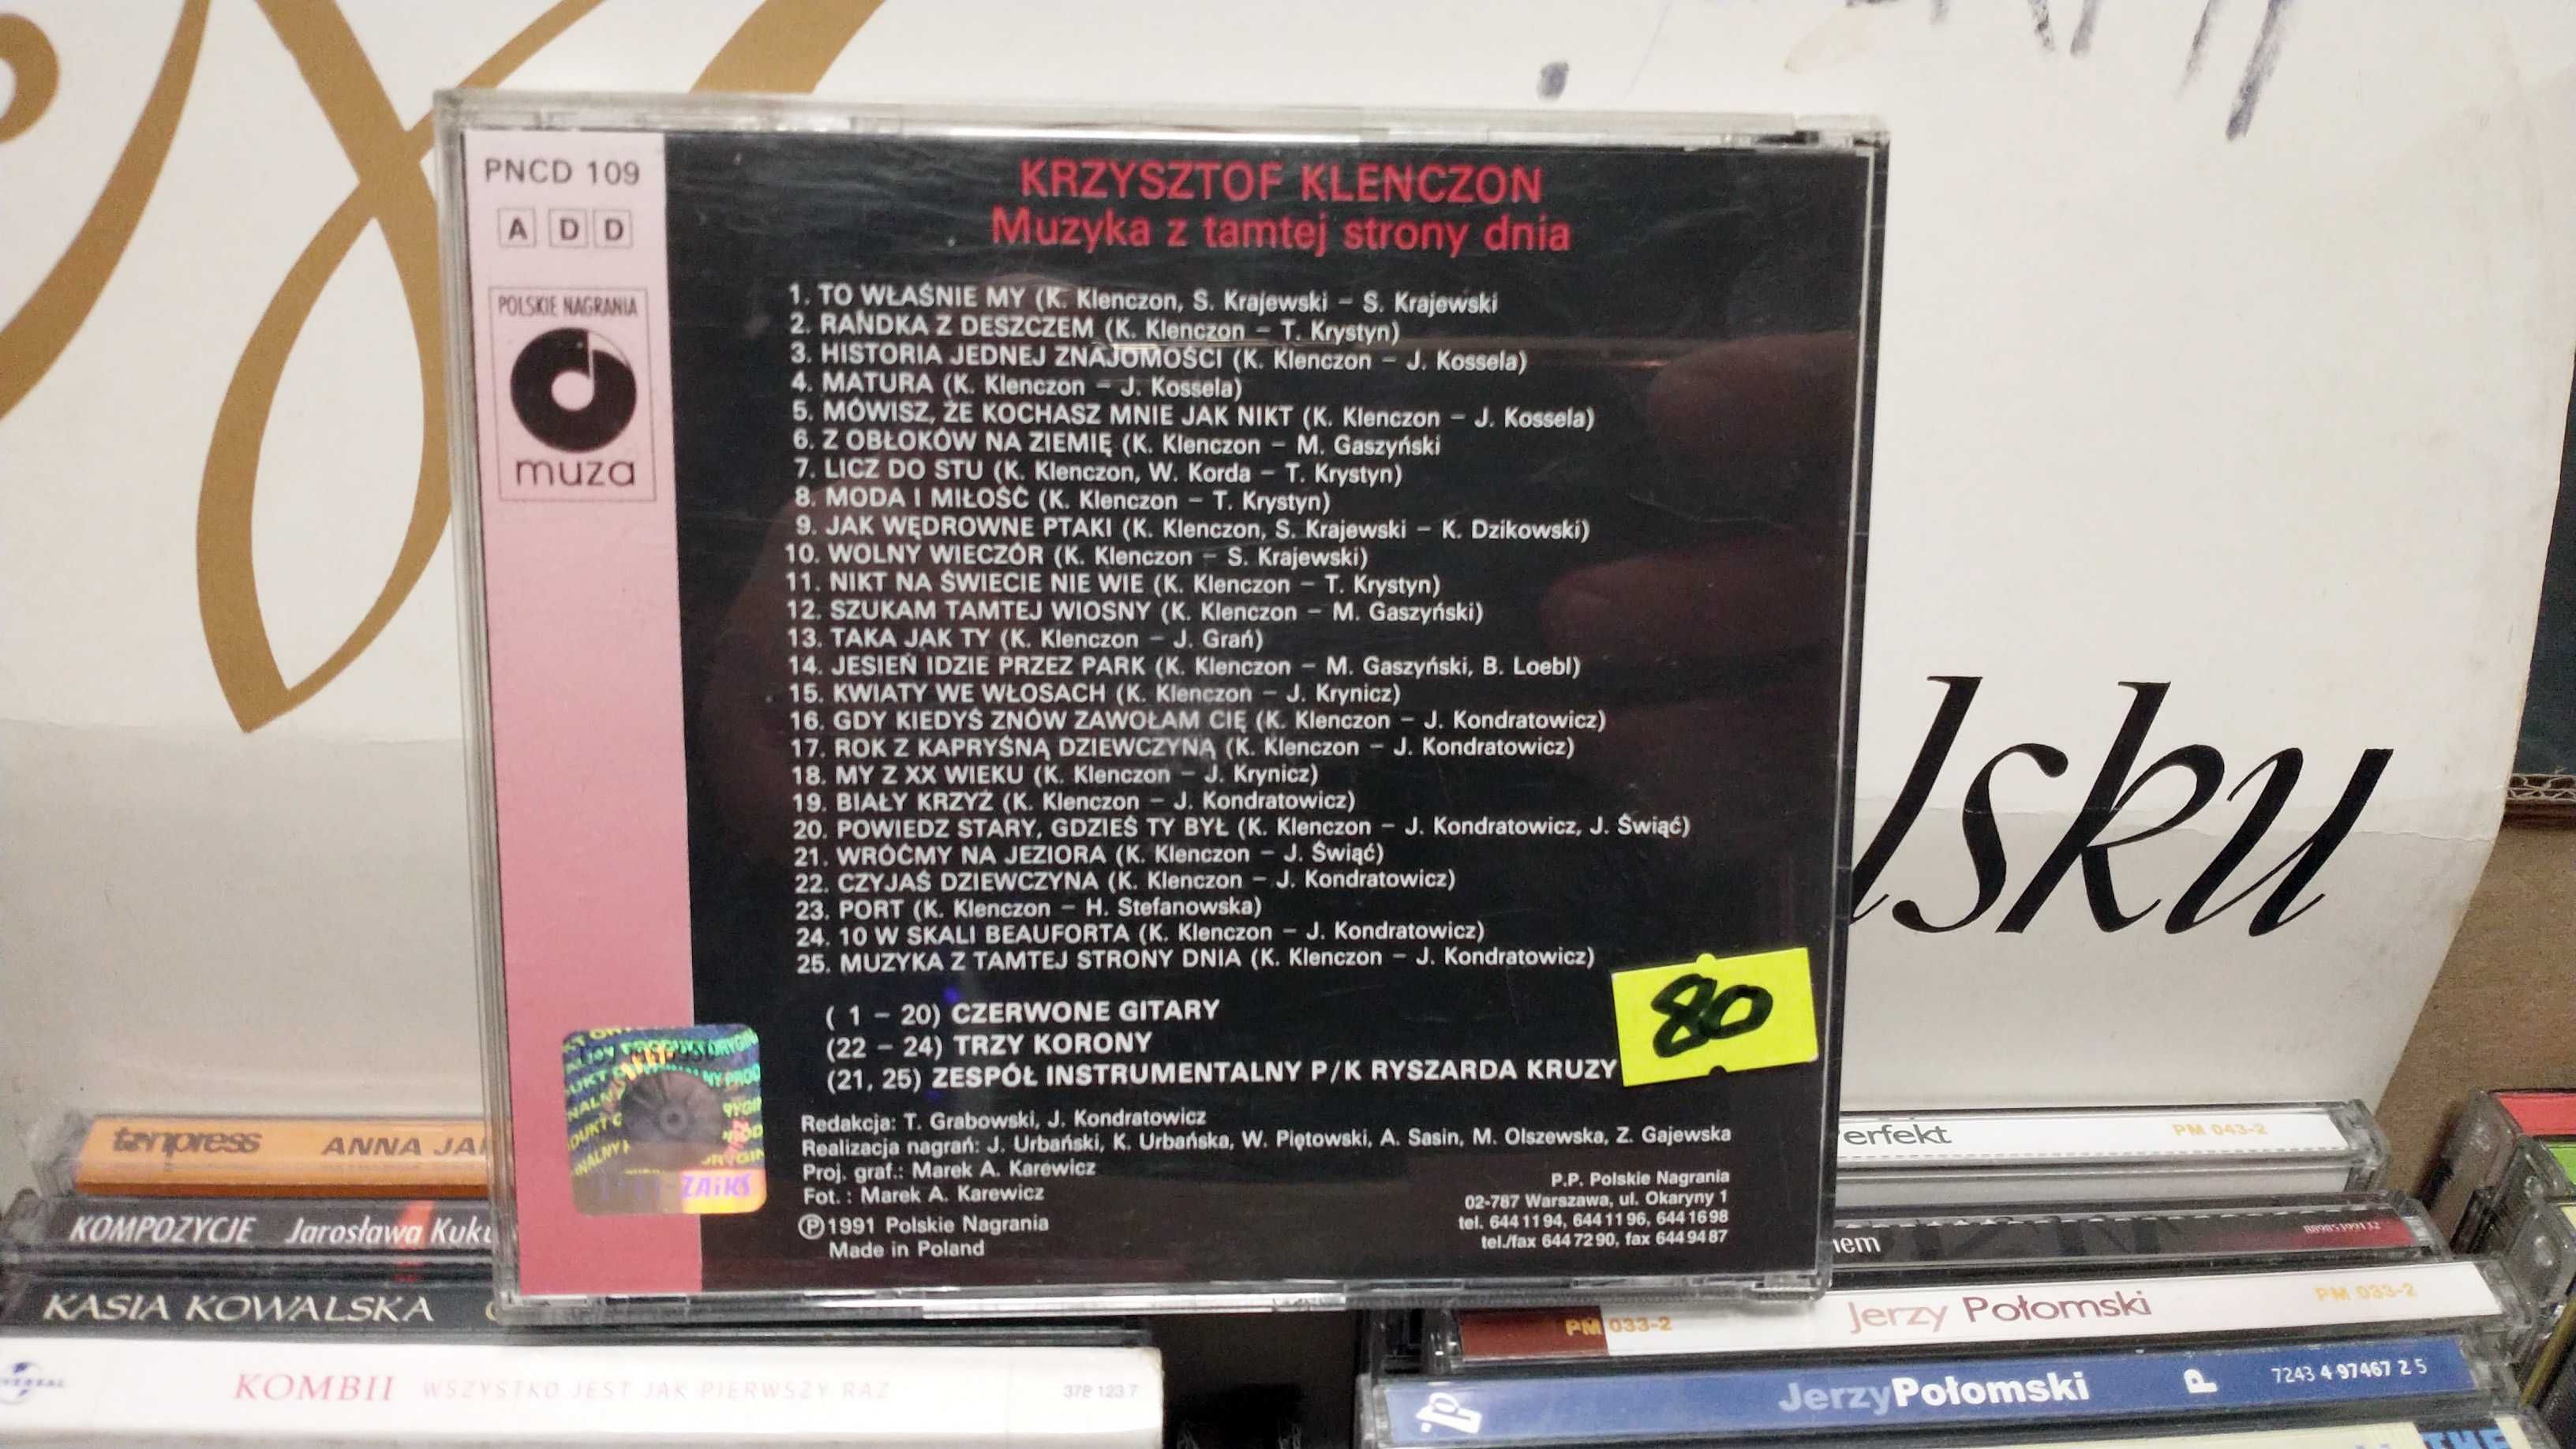 PNCD 109
A D D
POLSKIE NAGRANIA
muza
KRZYSZTOF KLENCZON
Muzyka z tamtej strony dnia
1. TO WŁAŚNIE MY (K. Klenczon, S. Krajewski – S. Krajewski
2. RANDKA Z DESZCZEM (K. Klenczon – T. Krystyn)
3. HISTORIA JEDNEJ ZNAJOMOŚCI (K. Klenczon – J. Kossela)
4. MATURA (K. Klenczon – J. Kossela)
5. MÓWISZ, ŻE KOCHASZ MNIE JAK NIKT (K. Klenczon – J. Kossela)
6. Z OBŁOKÓW NA ZIEMIĘ (K. Klenczon – M. Gaszyński
7. LICZ DO STU (K. Klenczon, W. Korda – T. Krystyn)
8. MODA I MIŁOŚĆ (K. Klenczon – T. Krystyn)
9. JAK WĘDROWNE PTAKI (K. Klenczon, S. Krajewski – K. Dzikowski)
10. WOLNY WIECZÓR (K. Klenczon – S. Krajewski)
11. NIKT NA ŚWIECIE NIE WIE (K. Klenczon – T. Krystyn)
12. SZUKAM TAMTEJ WIOSNY (K. Klenczon – M. Gaszyński)
13. TAKA JAK TY (K. Klenczon – J. Grań)
14. JESIEŃ IDZIE PRZEZ PARK (K. Klenczon – M. Gaszyński, B. Loebl)
15. KWIATY WE WŁOSACH (K. Klenczon – J. Krynicz)
16. GDY KIEDYŚ ZNÓW ZAWOŁAM CIĘ (K. Klenczon – J. Kondratowicz)
17. ROK Z KAPRYŚNĄ DZIEWCZYNĄ (K. Klenczon – J. Kondratowicz)
18. MY Z XX WIEKU (K. Klenczon – J. Krynicz)
19. BIAŁY KRZYŻ (K. Klenczon – J. Kondratowicz)
20. POWIEDZ STARY, GDZIEŚ TY BYŁ (K. Klenczon – J. Kondratowicz, J. Świąć)
21. WRÓĆMY NA JEZIORA (K. Klenczon – J. Świąć)
22. CZYJAŚ DZIEWCZYNA (K. Klenczon – J. Kondratowicz)
23. PORT (K. Klenczon – H. Stefanowska)
24. 10 W SKALI BEAUFORTA (K. Klenczon – J. Kondratowicz)
25. MUZYKA Z TAMTEJ STRONY DNIA (K. Klenczon – J. Kondratowicz)
( 1 – 20) CZERWONE GITARY
(22 – 24) TRZY KORONY
(21, 25) ZESPÓŁ INSTRUMENTALNY P/K RYSZARDA KRUZY
80
Redakcja: T. Grabowski, J. Kondratowicz
Realizacja nagrań: J. Urbański, K. Urbańska, W. Piętowski, A. Sasin, M. Olszewska, Z. Gajewska
Proj. graf.: Marek A. Karewicz
Fot.: Marek A. Karewicz
Ⓟ1991 Polskie Nagrania
Made in Poland
P.P. Polskie Nagrania
02-787 Warszawa, ul. Okaryny 1
tel. 644 11 94, 644 11 96, 644 16 98
tel./fax 644 72 90, fax 644 94 87
ZAiKS
lsku
tonpress ANNA JA
KOMPOZYCJE Jarosława Kuk
KASIA KOWALSKA
KOMBII WSZYSTKO JEST JAK PIERWSZY RAZ 378 123 7
erfekt PM 043-2
iem 88985399132
PM 033-2 Jerzy Połomski PM 033-2
JerzyPołomski P 7243 4 97467 2 5
THE